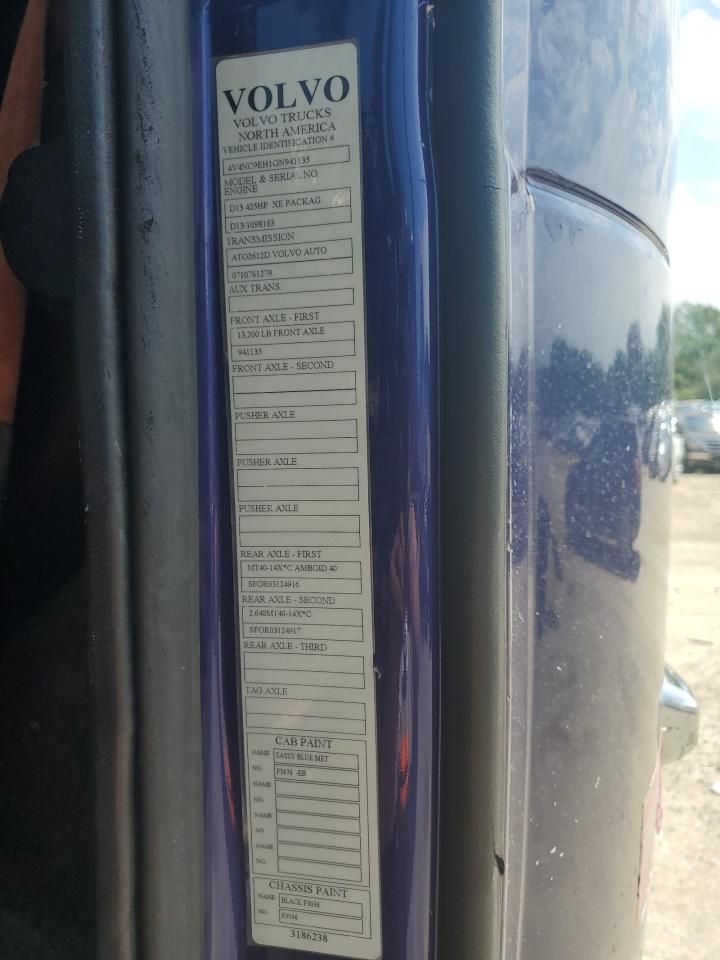 VOLVO
VOLVO TRUCKS
NORTH AMERICA
VEHICLE IDENTIFICATION #
4V4NC9EH1GN941135
MODEL & SERIAL NO.
ENGINE
D13 425HP XE PACKAG
D13/1098163
TRANSMISSION
ATO2612D VOLVO AUTO
0710761279
AUX TRANS.
FRONT AXLE - FIRST
13,200 LB FRONT AXLE
941135
FRONT AXLE - SECOND
PUSHER AXLE
PUSHER AXLE
PUSHER AXLE
REAR AXLE - FIRST
MT40-14X*C AMBOID 40
SFOR03124916
REAR AXLE - SECOND
2.640MT40-14X*C
SFOR03124917
REAR AXLE - THIRD
TAG AXLE
CAB PAINT
NAME SASSY BLUE MET
NO. P3676 -EB
NAME
NO.
NAME
NO.
NAME
NO.
CHASSIS PAINT
NAME BLACK P3036
NO. P3036
3186238